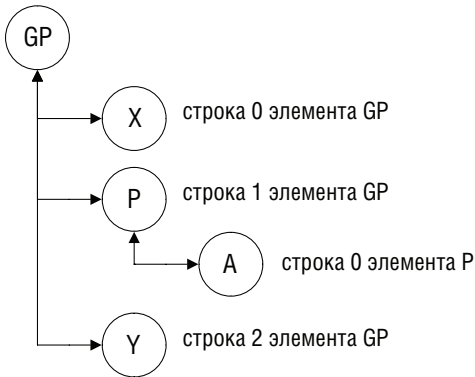 GP
X строка 0 элемента GP
P строка 1 элемента GP
A строка 0 элемента P
Y строка 2 элемента GP